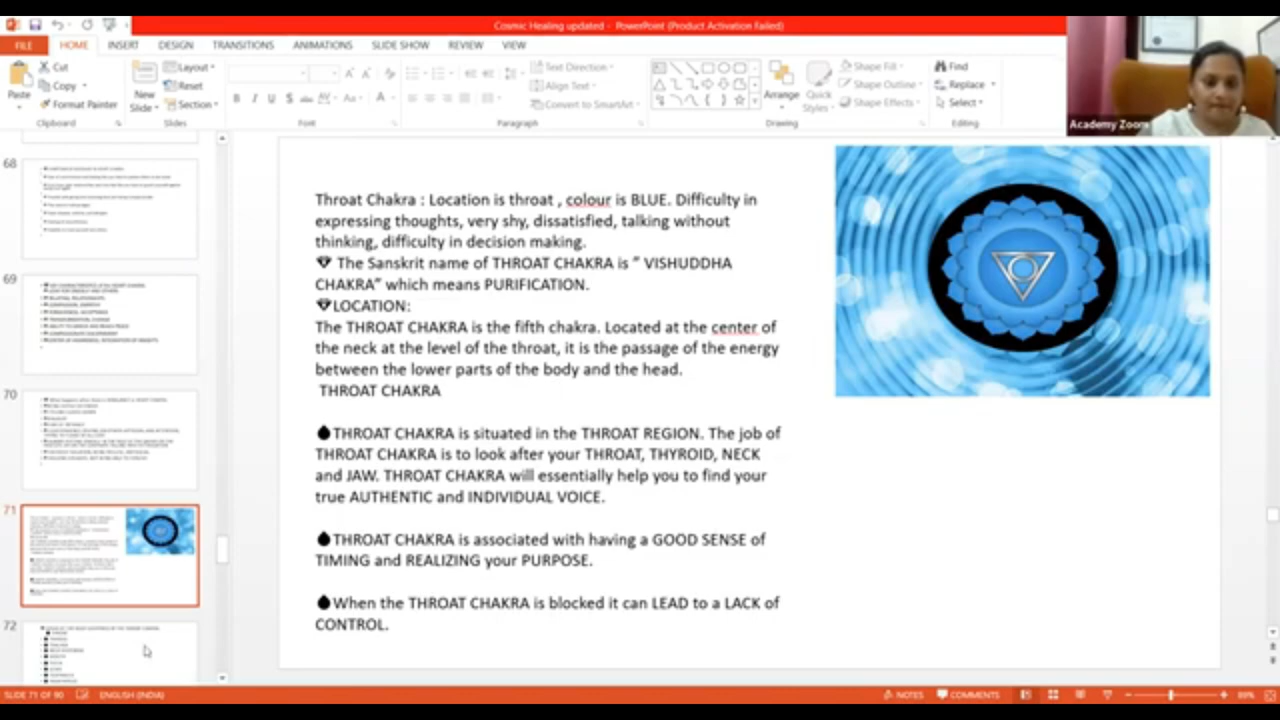 Cosmic Healing updated - PowerPoint (Product Activation Failed)
FILE HOME INSERT DESIGN TRANSITIONS ANIMATIONS SLIDE SHOW REVIEW VIEW
Paste
Cut
Copy
Format Painter
Clipboard
New Slide
Layout
Reset
Section
Slides
Font
Text Direction
Align Text
Convert to SmartArt
Paragraph
Arrange
Quick Styles
Shape Fill
Shape Outline
Shape Effects
Drawing
Find
Replace
Select
Editing
Academy Zoom
68
69
70
71
72
Throat Chakra : Location is throat , colour is BLUE. Difficulty in
expressing thoughts, very shy, dissatisfied, talking without
thinking, difficulty in decision making.
The Sanskrit name of THROAT CHAKRA is " VISHUDDHA
CHAKRA" which means PURIFICATION.
LOCATION:
The THROAT CHAKRA is the fifth chakra. Located at the center of
the neck at the level of the throat, it is the passage of the energy
between the lower parts of the body and the head.
THROAT CHAKRA
THROAT CHAKRA is situated in the THROAT REGION. The job of
THROAT CHAKRA is to look after your THROAT, THYROID, NECK
and JAW. THROAT CHAKRA will essentially help you to find your
true AUTHENTIC and INDIVIDUAL VOICE.
THROAT CHAKRA is associated with having a GOOD SENSE of
TIMING and REALIZING your PURPOSE.
When the THROAT CHAKRA is blocked it can LEAD to a LACK of
CONTROL.
SLIDE 71 OF 90 ENGLISH (INDIA) NOTES COMMENTS 89%